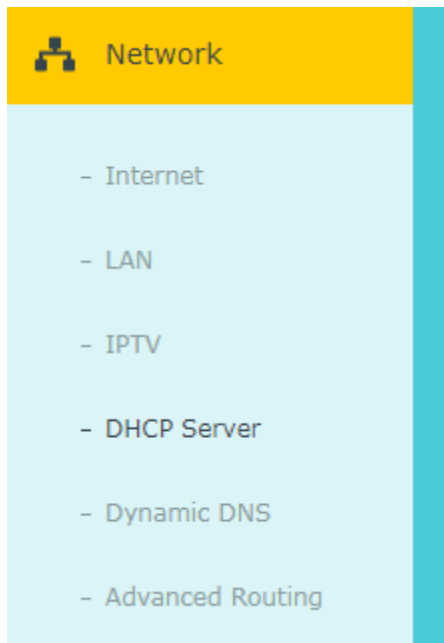 Network
- Internet
- LAN
- IPTV
- DHCP Server
- Dynamic DNS
- Advanced Routing